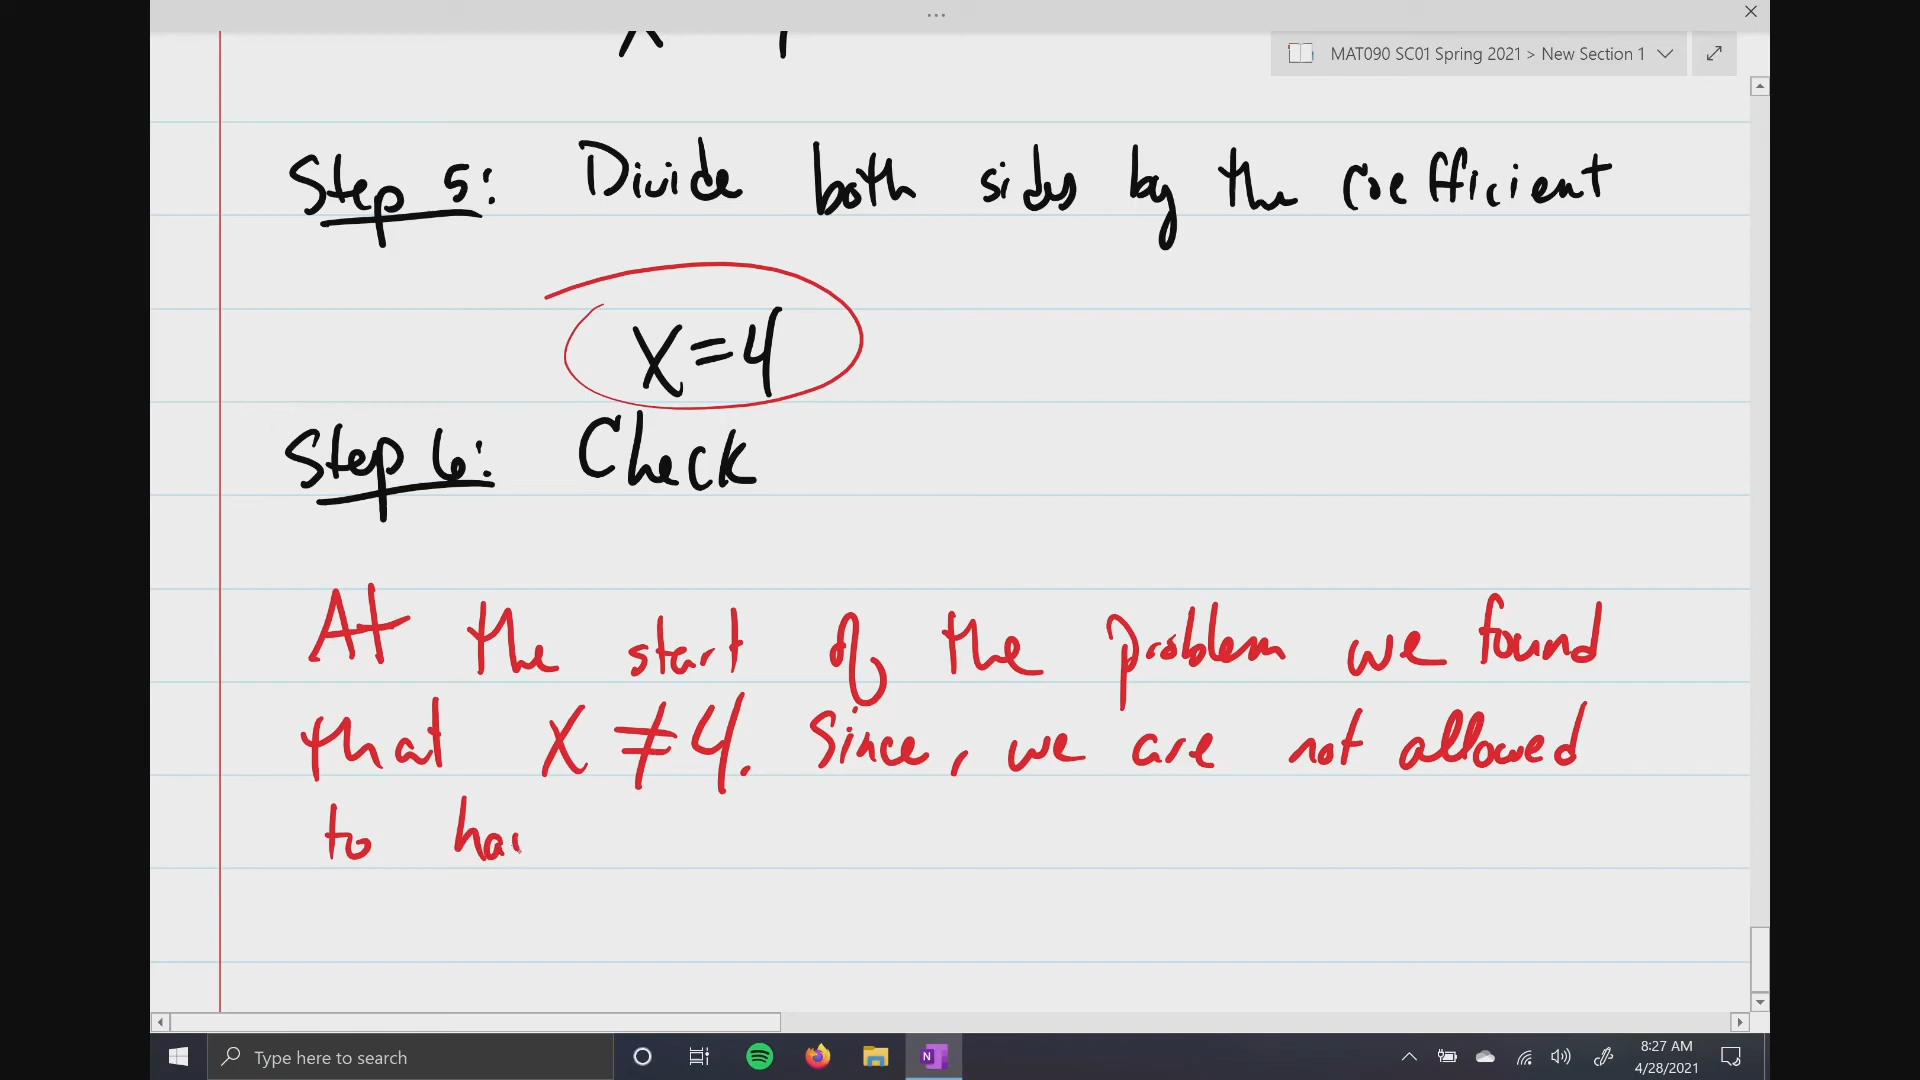 MAT090 SC01 Spring 2021 > New Section 1
Step 5: Divide both sides by the coefficient
x=4
Step 6: Check
At the start of the problem we found
that x ≠ 4. Since, we are not allowed
to hav
Type here to search
8:27 AM
4/28/2021